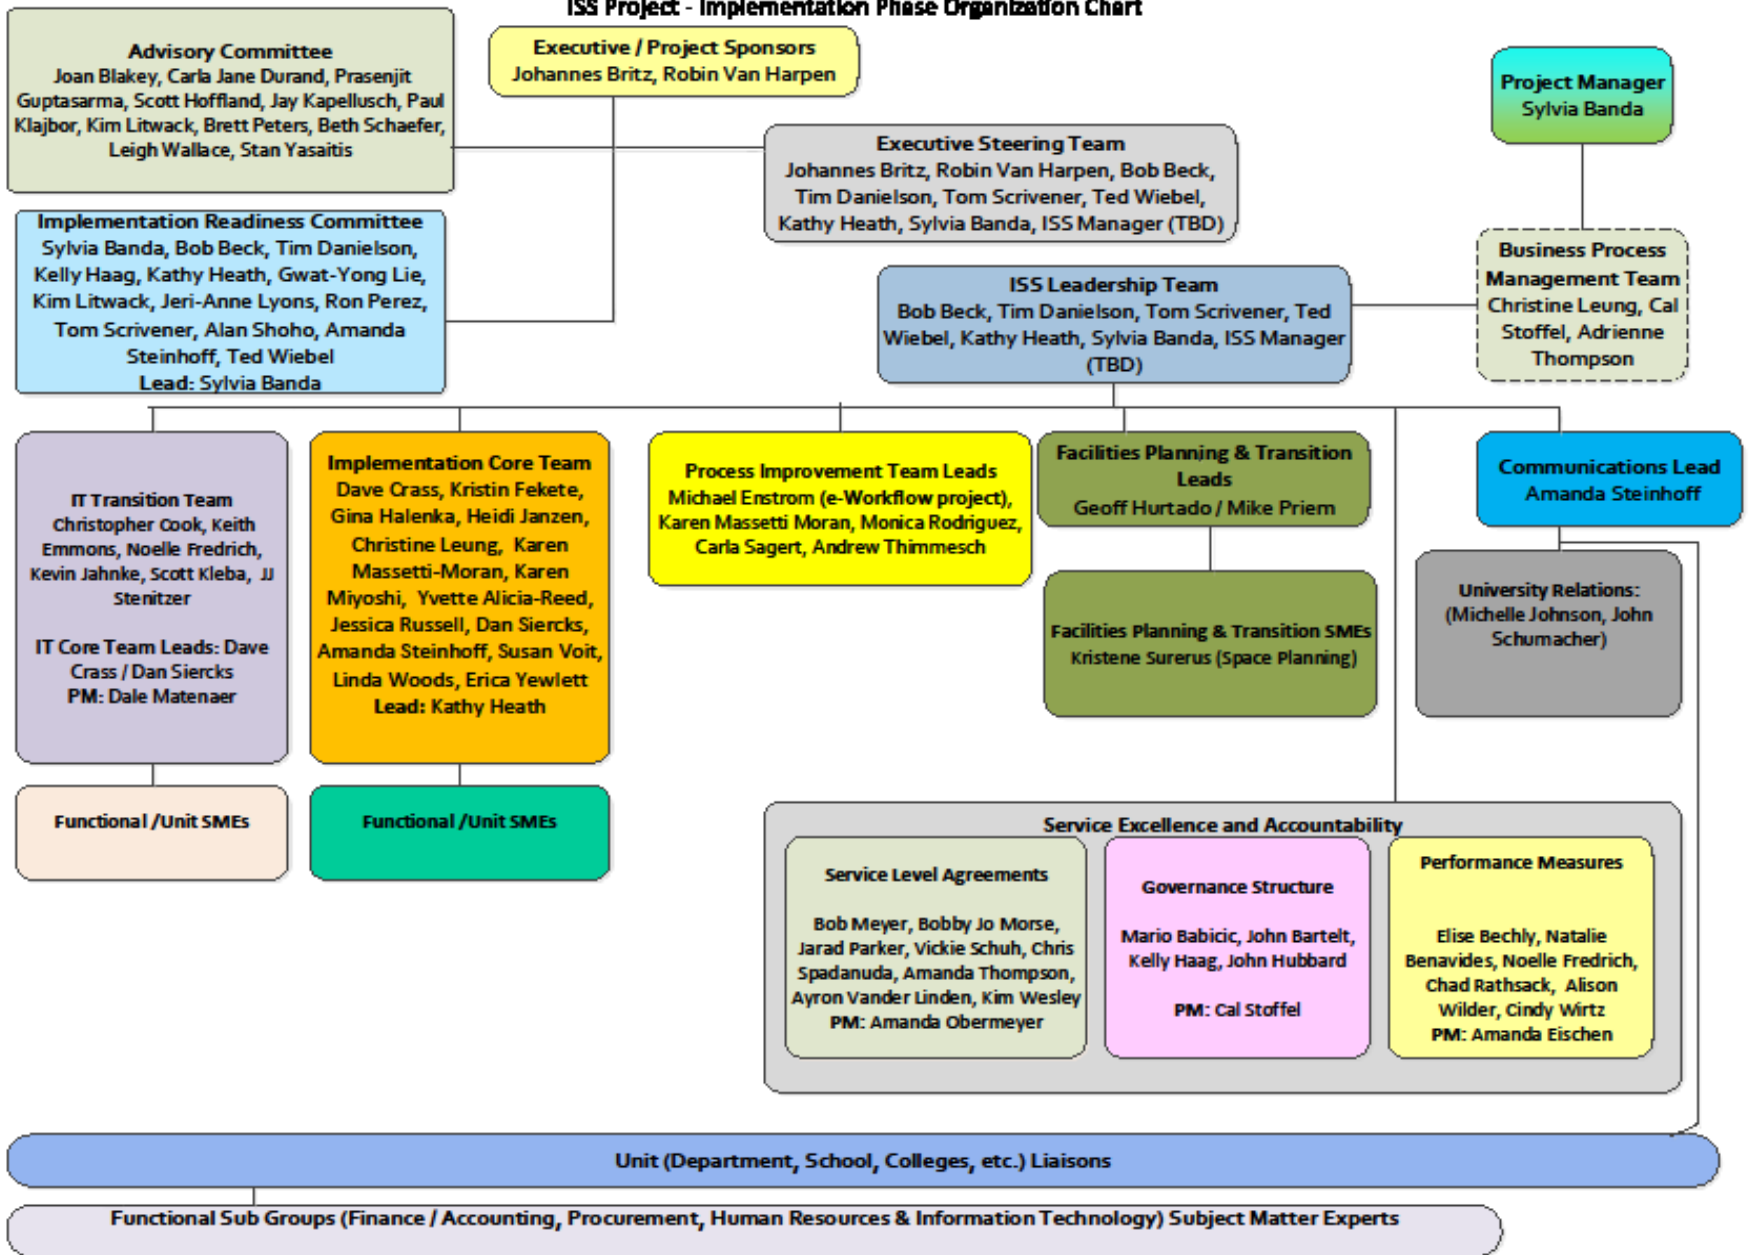 ISS Project - Implementation Phase Organization Chart
Advisory Committee
Joan Blakey, Carla Jane Durand, Prasenjit
Guptasarma, Scott Hoffland, Jay Kapellusch, Paul
Klajbor, Kim Litwack, Brett Peters, Beth Schaefer,
Leigh Wallace, Stan Yasaitis
Executive / Project Sponsors
Johannes Britz, Robin Van Harpen
Project Manager
Sylvia Banda
Executive Steering Team
Johannes Britz, Robin Van Harpen, Bob Beck,
Tim Danielson, Tom Scrivener, Ted Wiebel,
Kathy Heath, Sylvia Banda, ISS Manager (TBD)
Implementation Readiness Committee
Sylvia Banda, Bob Beck, Tim Danielson,
Kelly Haag, Kathy Heath, Gwat-Yong Lie,
Kim Litwack, Jeri-Anne Lyons, Ron Perez,
Tom Scrivener, Alan Shoho, Amanda
Steinhoff, Ted Wiebel
Lead: Sylvia Banda
ISS Leadership Team
Bob Beck, Tim Danielson, Tom Scrivener, Ted
Wiebel, Kathy Heath, Sylvia Banda, ISS Manager
(TBD)
Business Process
Management Team
Christine Leung, Cal
Stoffel, Adrienne
Thompson
IT Transition Team
Christopher Cook, Keith
Emmons, Noelle Fredrich,
Kevin Jahnke, Scott Kleba, JJ
Stenitzer
IT Core Team Leads: Dave
Crass / Dan Siercks
PM: Dale Matenaer
Implementation Core Team
Dave Crass, Kristin Fekete,
Gina Halenka, Heidi Janzen,
Christine Leung, Karen
Massetti-Moran, Karen
Miyoshi, Yvette Alicia-Reed,
Jessica Russell, Dan Siercks,
Amanda Steinhoff, Susan Voit,
Linda Woods, Erica Yewlett
Lead: Kathy Heath
Process Improvement Team Leads
Michael Enstrom (e-Workflow project),
Karen Massetti Moran, Monica Rodriguez,
Carla Sagert, Andrew Thimmesch
Facilities Planning & Transition
Leads
Geoff Hurtado / Mike Priem
Communications Lead
Amanda Steinhoff
Facilities Planning & Transition SMEs
Kristene Surerus (Space Planning)
University Relations:
(Michelle Johnson, John
Schumacher)
Functional /Unit SMEs
Functional /Unit SMEs
Service Excellence and Accountability
Service Level Agreements
Bob Meyer, Bobby Jo Morse,
Jarad Parker, Vickie Schuh, Chris
Spadanuda, Amanda Thompson,
Ayron Vander Linden, Kim Wesley
PM: Amanda Obermeyer
Governance Structure
Mario Babicic, John Bartelt,
Kelly Haag, John Hubbard
PM: Cal Stoffel
Performance Measures
Elise Bechly, Natalie
Benavides, Noelle Fredrich,
Chad Rathsack, Alison
Wilder, Cindy Wirtz
PM: Amanda Eischen
Unit (Department, School, Colleges, etc.) Liaisons
Functional Sub Groups (Finance / Accounting, Procurement, Human Resources & Information Technology) Subject Matter Experts